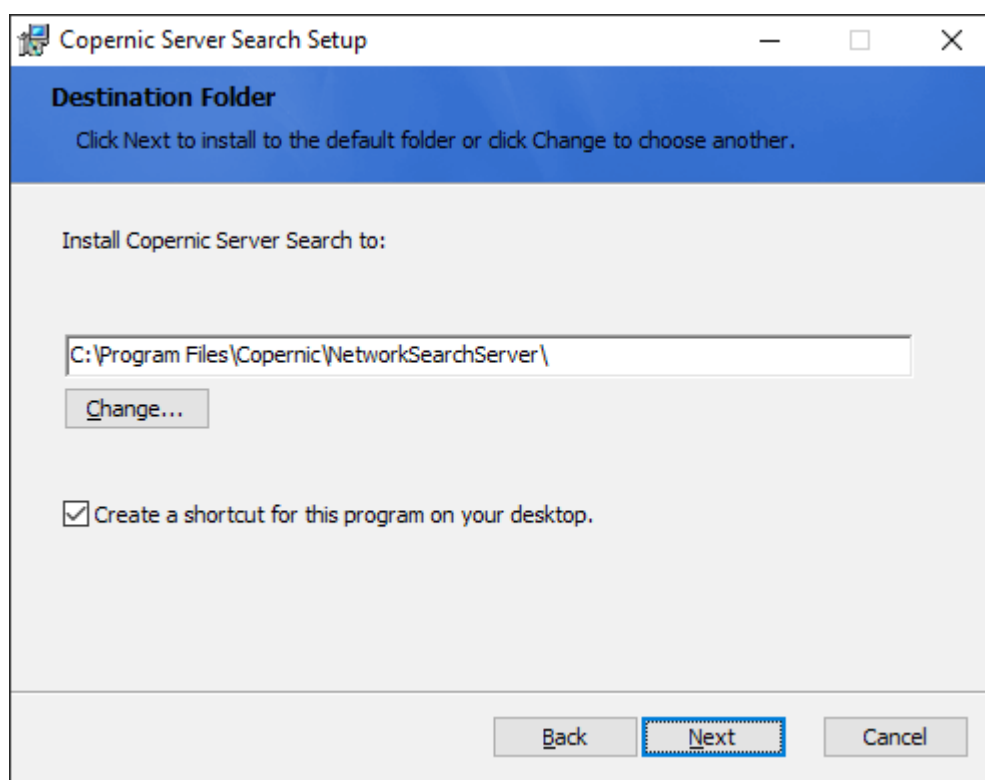 Copernic Server Search Setup
Destination Folder
Click Next to install to the default folder or click Change to choose another.
Install Copernic Server Search to:
C:\Program Files\Copernic\NetworkSearchServer\
Change...
Create a shortcut for this program on your desktop.
Back Next Cancel